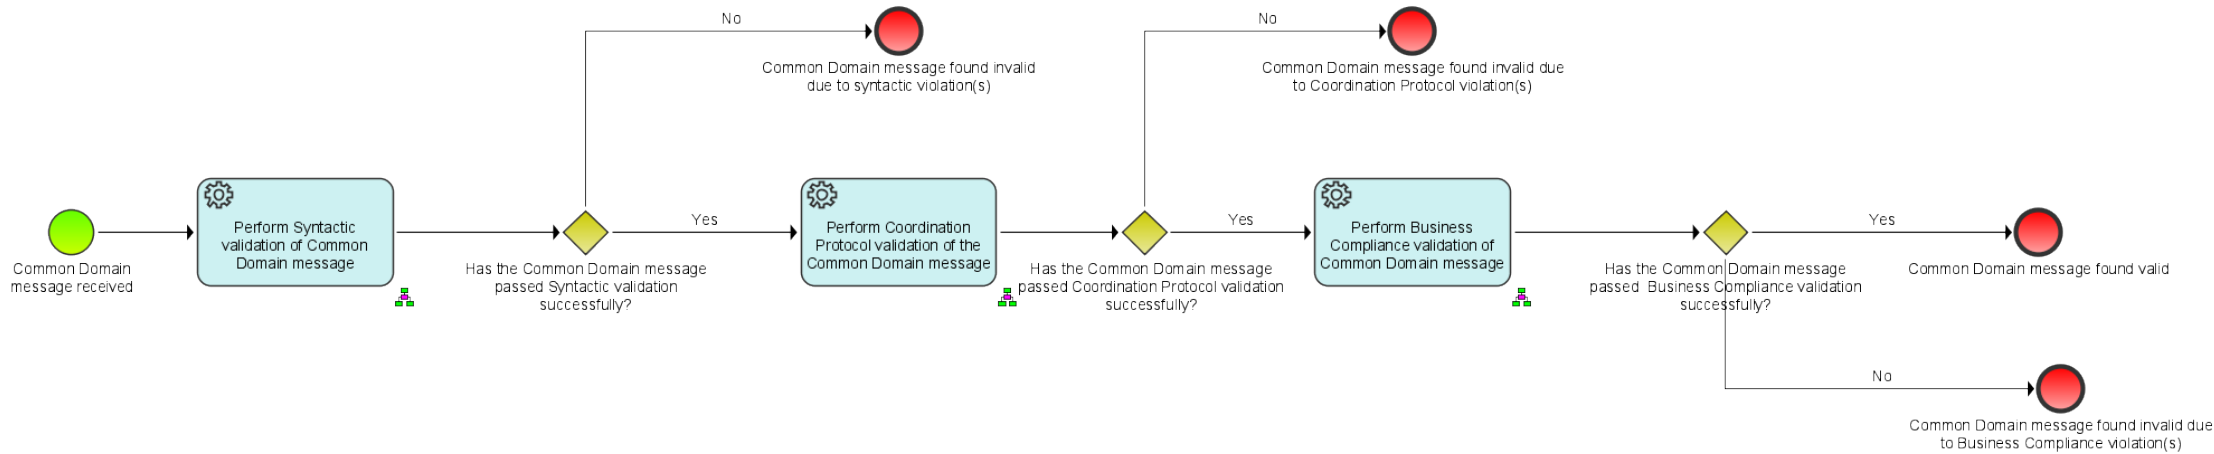 No
Common Domain message found invalid
due to syntactic violation(s)
No
Common Domain message found invalid due
to Coordination Protocol violation(s)
Common Domain
message received
Perform Syntactic
validation of Common
Domain message
Has the Common Domain message
passed Syntactic validation
successfully?
Yes
Perform Coordination
Protocol validation of the
Common Domain message
Has the Common Domain message
passed Coordination Protocol validation
successfully?
Yes
Perform Business
Compliance validation of
Common Domain message
Has the Common Domain message
passed  Business Compliance validation
successfully?
Yes
Common Domain message found valid
No
Common Domain message found invalid due
to Business Compliance violation(s)